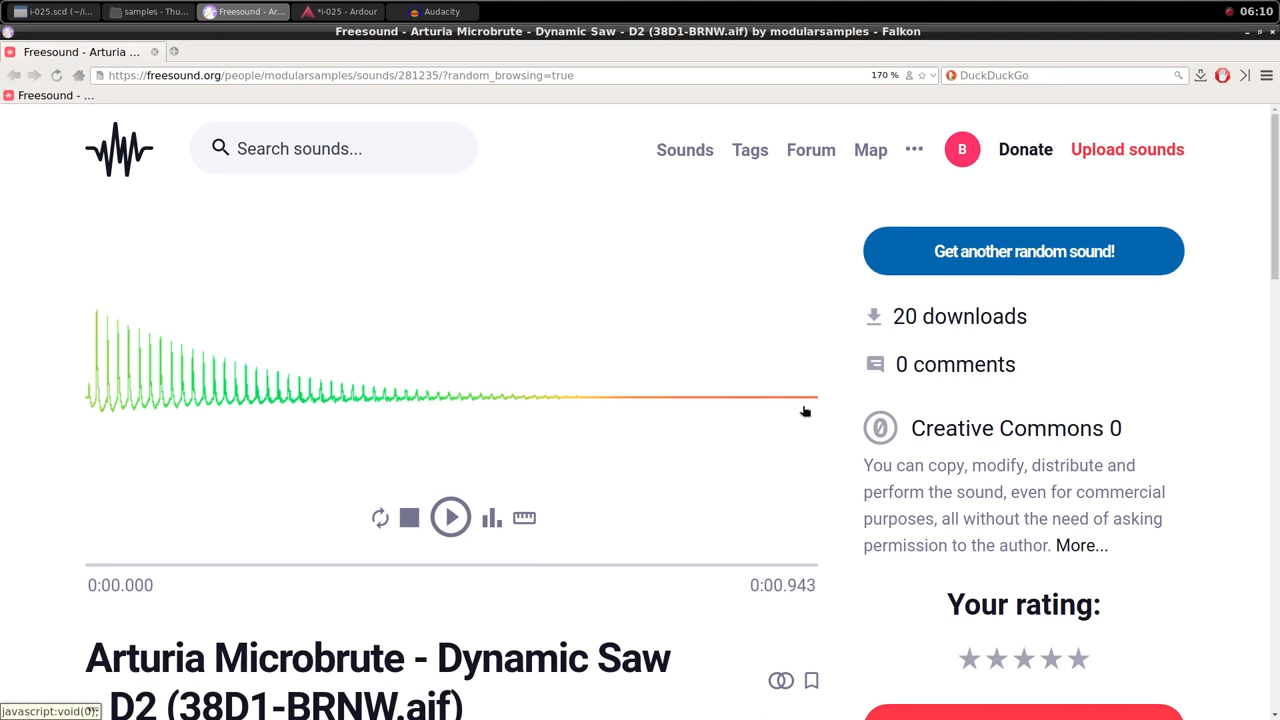 i-025.scd (~/i...
samples - Thu...
Freesound - Ar...
*i-025 - Ardour
Audacity
06:10
Freesound - Arturia Microbrute - Dynamic Saw - D2 (38D1-BRNW.aif) by modularsamples - Falkon
Freesound - Arturia ...
https://freesound.org/people/modularsamples/sounds/281235/?random_browsing=true
170 %
DuckDuckGo
Freesound - ...
Search sounds...
Sounds
Tags
Forum
Map
B
Donate
Upload sounds
Get another random sound!
20 downloads
0 comments
Creative Commons 0
You can copy, modify, distribute and
perform the sound, even for commercial
purposes, all without the need of asking
permission to the author. More...
0:00.000
0:00.943
Your rating:
Arturia Microbrute - Dynamic Saw
- D2 (38D1-BRNW.aif)
javascript:void(0);